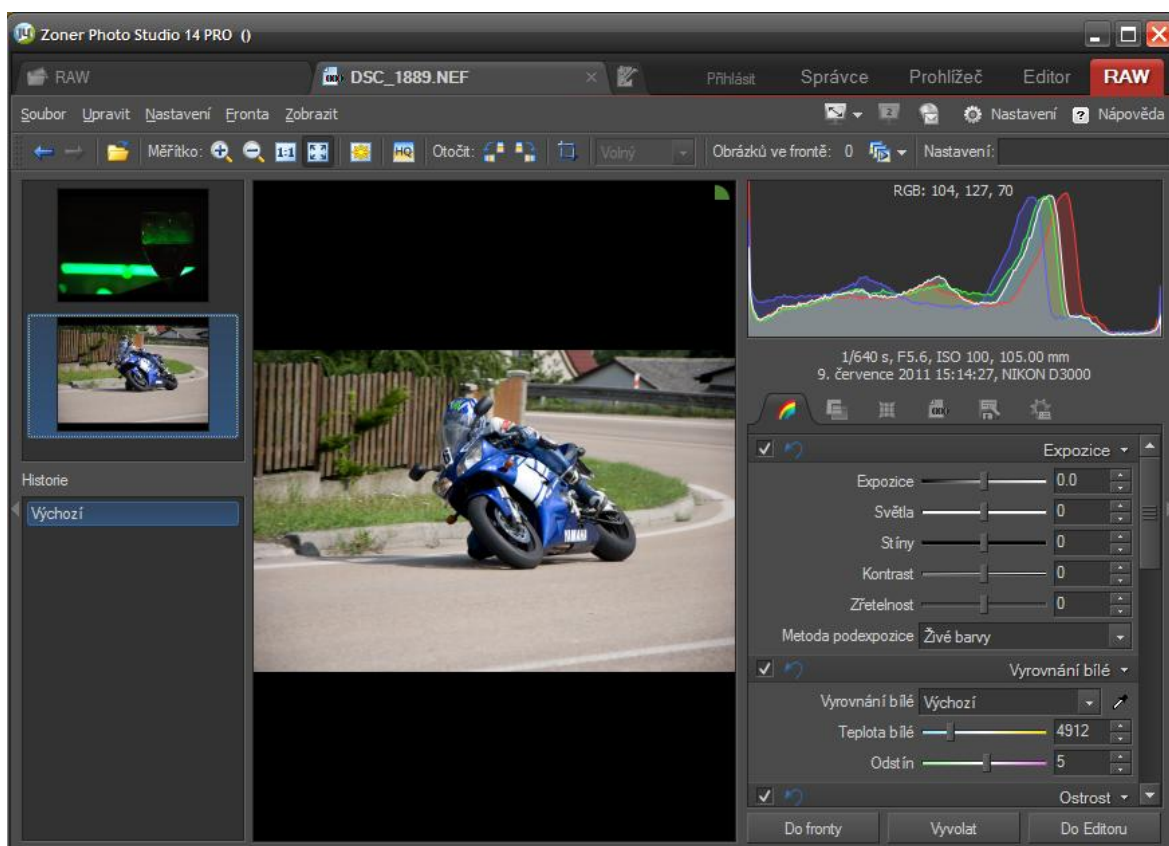 Zoner Photo Studio 14 PRO ()
RAW
DSC_1889.NEF
Přihlásit
Správce
Prohlížeč
Editor
RAW
Soubor Upravit Nastavení Fronta Zobrazit
2
Nastavení
? Nápověda
Měřítko:
1:1
HQ
Otočit:
Volný
Obrázků ve frontě: 0
Nastavení:
RGB: 104, 127, 70
1/640 s, F5.6, ISO 100, 105.00 mm
9. července 2011 15:14:27, NIKON D3000
Historie
Výchozí
Expozice
Expozice 0.0
Světla 0
Stíny 0
Kontrast 0
Zřetelnost 0
Metoda podexpozice Živé barvy
Vyrovnání bílé
Vyrovnání bílé Výchozí
Teplota bílé 4912
Odstín 5
Ostrost
Do fronty
Vyvolat
Do Editoru